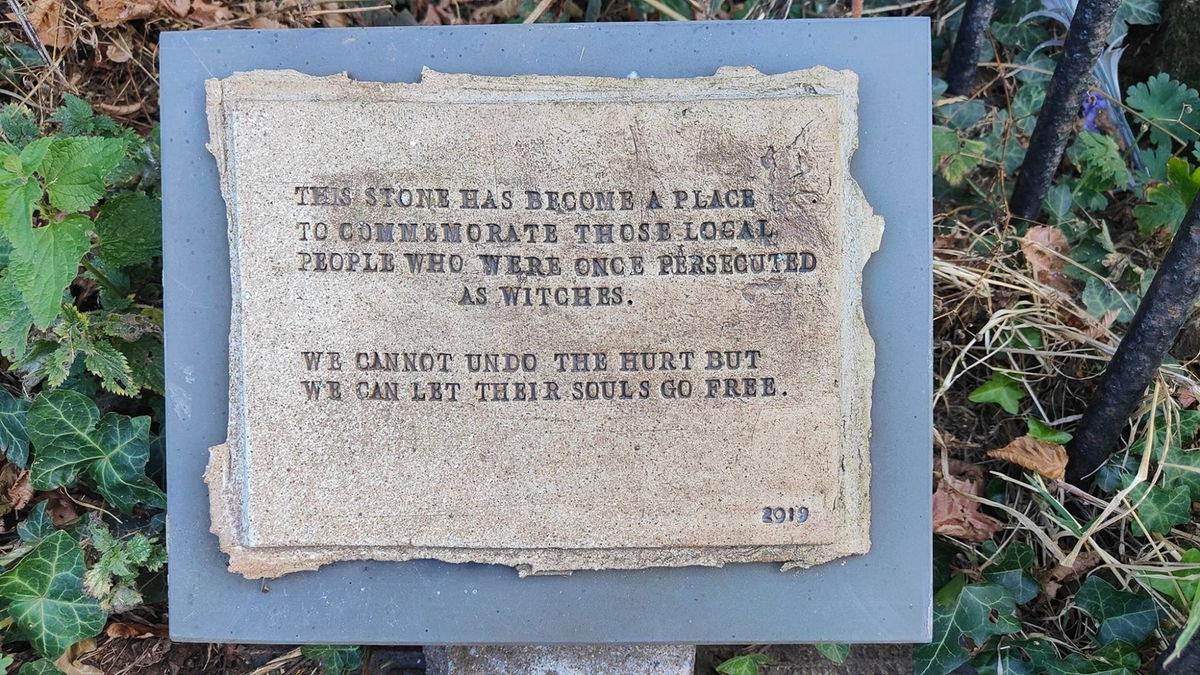 THIS STONE HAS BECOME A PLACE
TO COMMEMORATE THOSE LOCAL
PEOPLE WHO WERE ONCE PERSECUTED
AS WITCHES.
WE CANNOT UNDO THE HURT BUT
WE CAN LET THEIR SOULS GO FREE.
2019